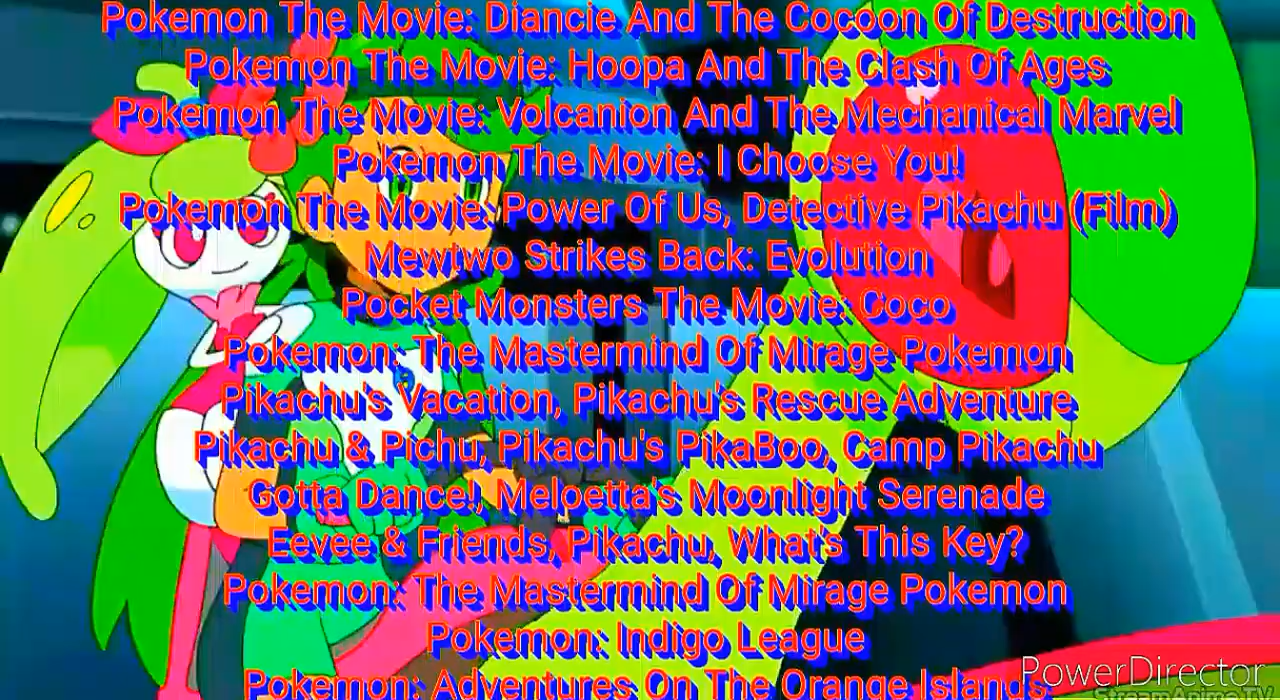 Pokemon The Movie: Diancie And The Cocoon Of Destruction
Pokemon The Movie: Hoopa And The Clash Of Ages
Pokemon The Movie: Volcanion And The Mechanical Marvel
Pokemon The Movie: I Choose You!
Pokemon The Movie: Power Of Us, Detective Pikachu (Film)
Mewtwo Strikes Back: Evolution
Pocket Monsters The Movie: Coco
Pokemon: The Mastermind Of Mirage Pokemon
Pikachu's Vacation, Pikachu's Rescue Adventure
Pikachu & Pichu, Pikachu's PikaBoo, Camp Pikachu
Gotta Dance!, Meloetta's Moonlight Serenade
Eevee & Friends, Pikachu, What's This Key?
Pokemon: The Mastermind Of Mirage Pokemon
Pokemon: Indigo League
Pokemon: Adventures On The Orange Islands
PowerDirector